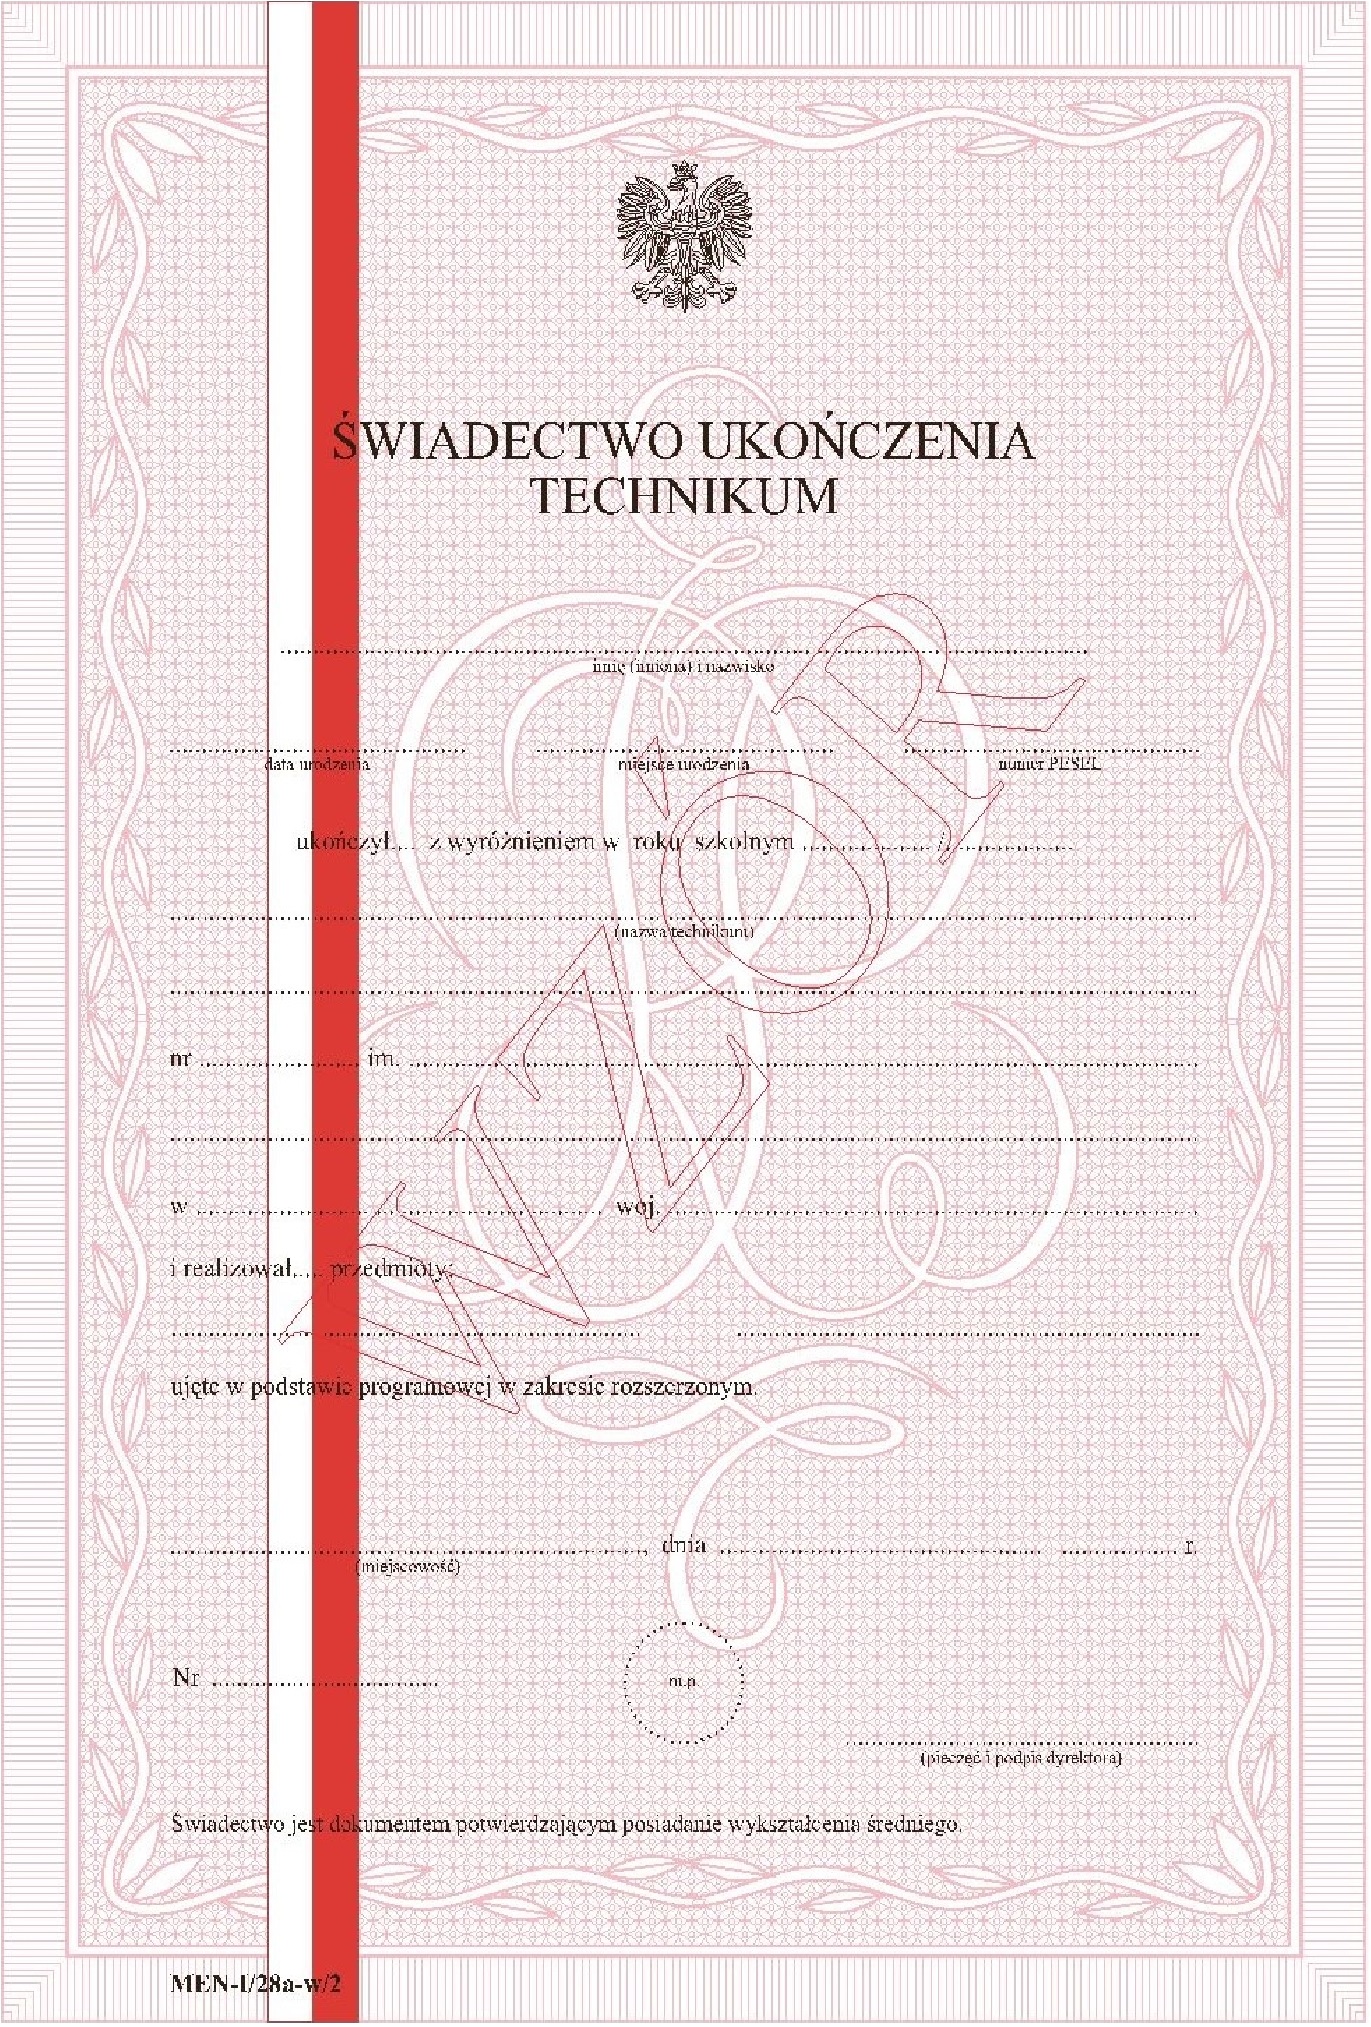 ŚWIADECTWO UKOŃCZENIA
TECHNIKUM
imię (imiona) i nazwisko
data urodzenia miejsce urodzenia numer PESEL
ukończył.... z wyróżnieniem w roku szkolnym ......................../........................
(nazwa technikum)
nr ............................ im. ............................
w ............................ woj. ............................
i realizował..... przedmioty:
ujęte w podstawie programowej w zakresie rozszerzonym.
............................, dnia ............................ .................... r.
(miejscowość)
Nr ............................
m.p.
(pieczęć i podpis dyrektora)
Świadectwo jest dokumentem potwierdzającym posiadanie wykształcenia średniego.
MEN-I/28a-w/2
WZÓR